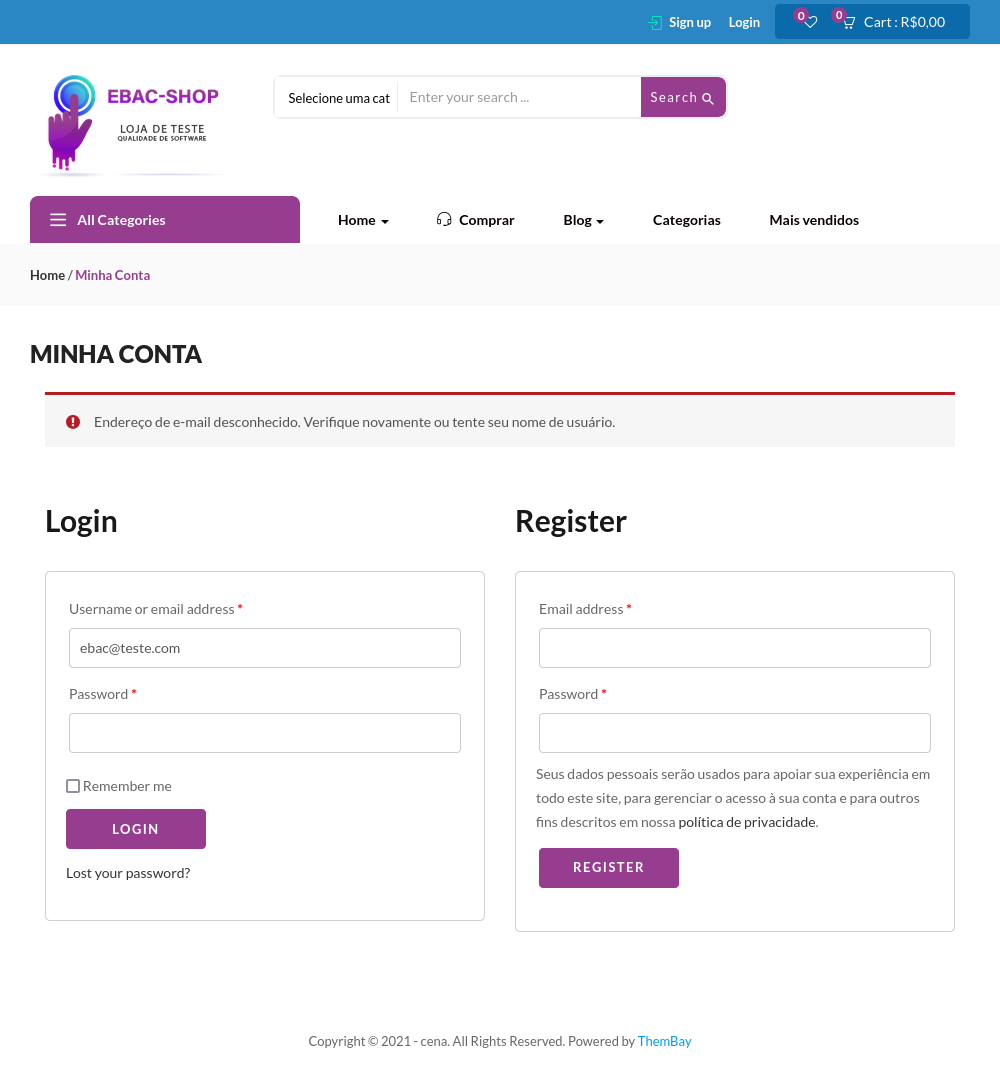 Sign up Login 0 0 Cart : R$0,00
EBAC-SHOP
LOJA DE TESTE
QUALIDADE DE SOFTWARE
Selecione uma cat Enter your search ... Search
All Categories Home Comprar Blog Categorias Mais vendidos
Home / Minha Conta
MINHA CONTA
Endereço de e-mail desconhecido. Verifique novamente ou tente seu nome de usuário.
Login
Username or email address *
ebac@teste.com
Password *
Remember me
LOGIN
Lost your password?
Register
Email address *
Password *
Seus dados pessoais serão usados para apoiar sua experiência em
todo este site, para gerenciar o acesso à sua conta e para outros
fins descritos em nossa política de privacidade.
REGISTER
Copyright © 2021 - cena. All Rights Reserved. Powered by ThemBay